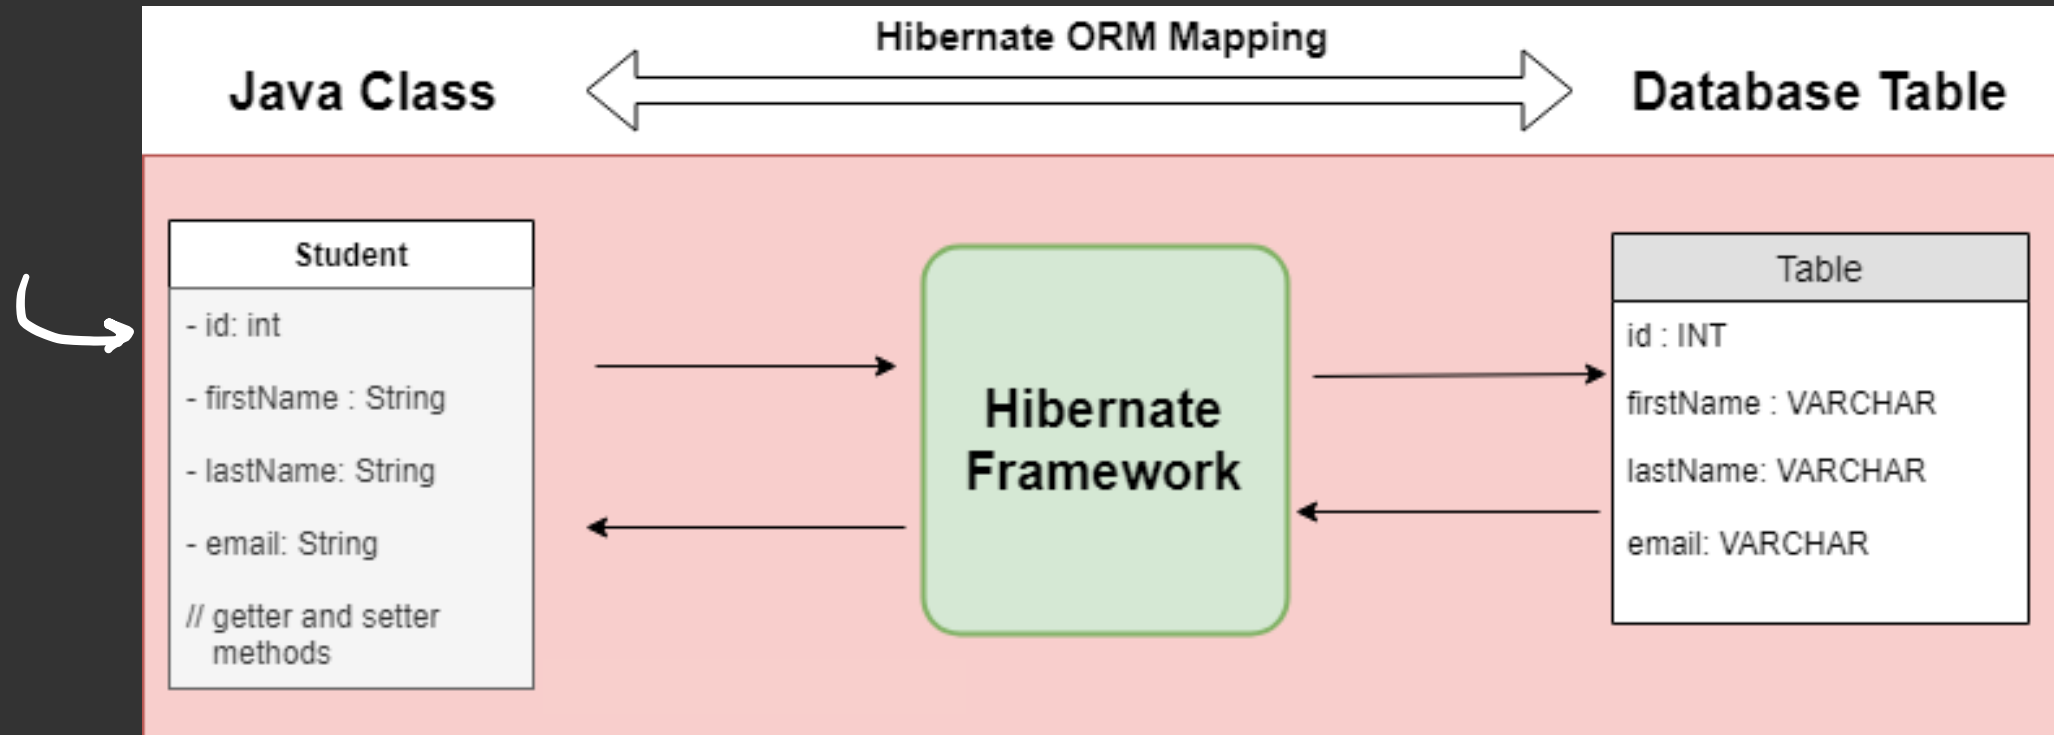 Hibernate ORM Mapping
Java Class
Database Table
Student
- id: int
- firstName : String
- lastName: String
- email: String
// getter and setter
methods
Hibernate
Framework
Table
id : INT
firstName : VARCHAR
lastName: VARCHAR
email: VARCHAR